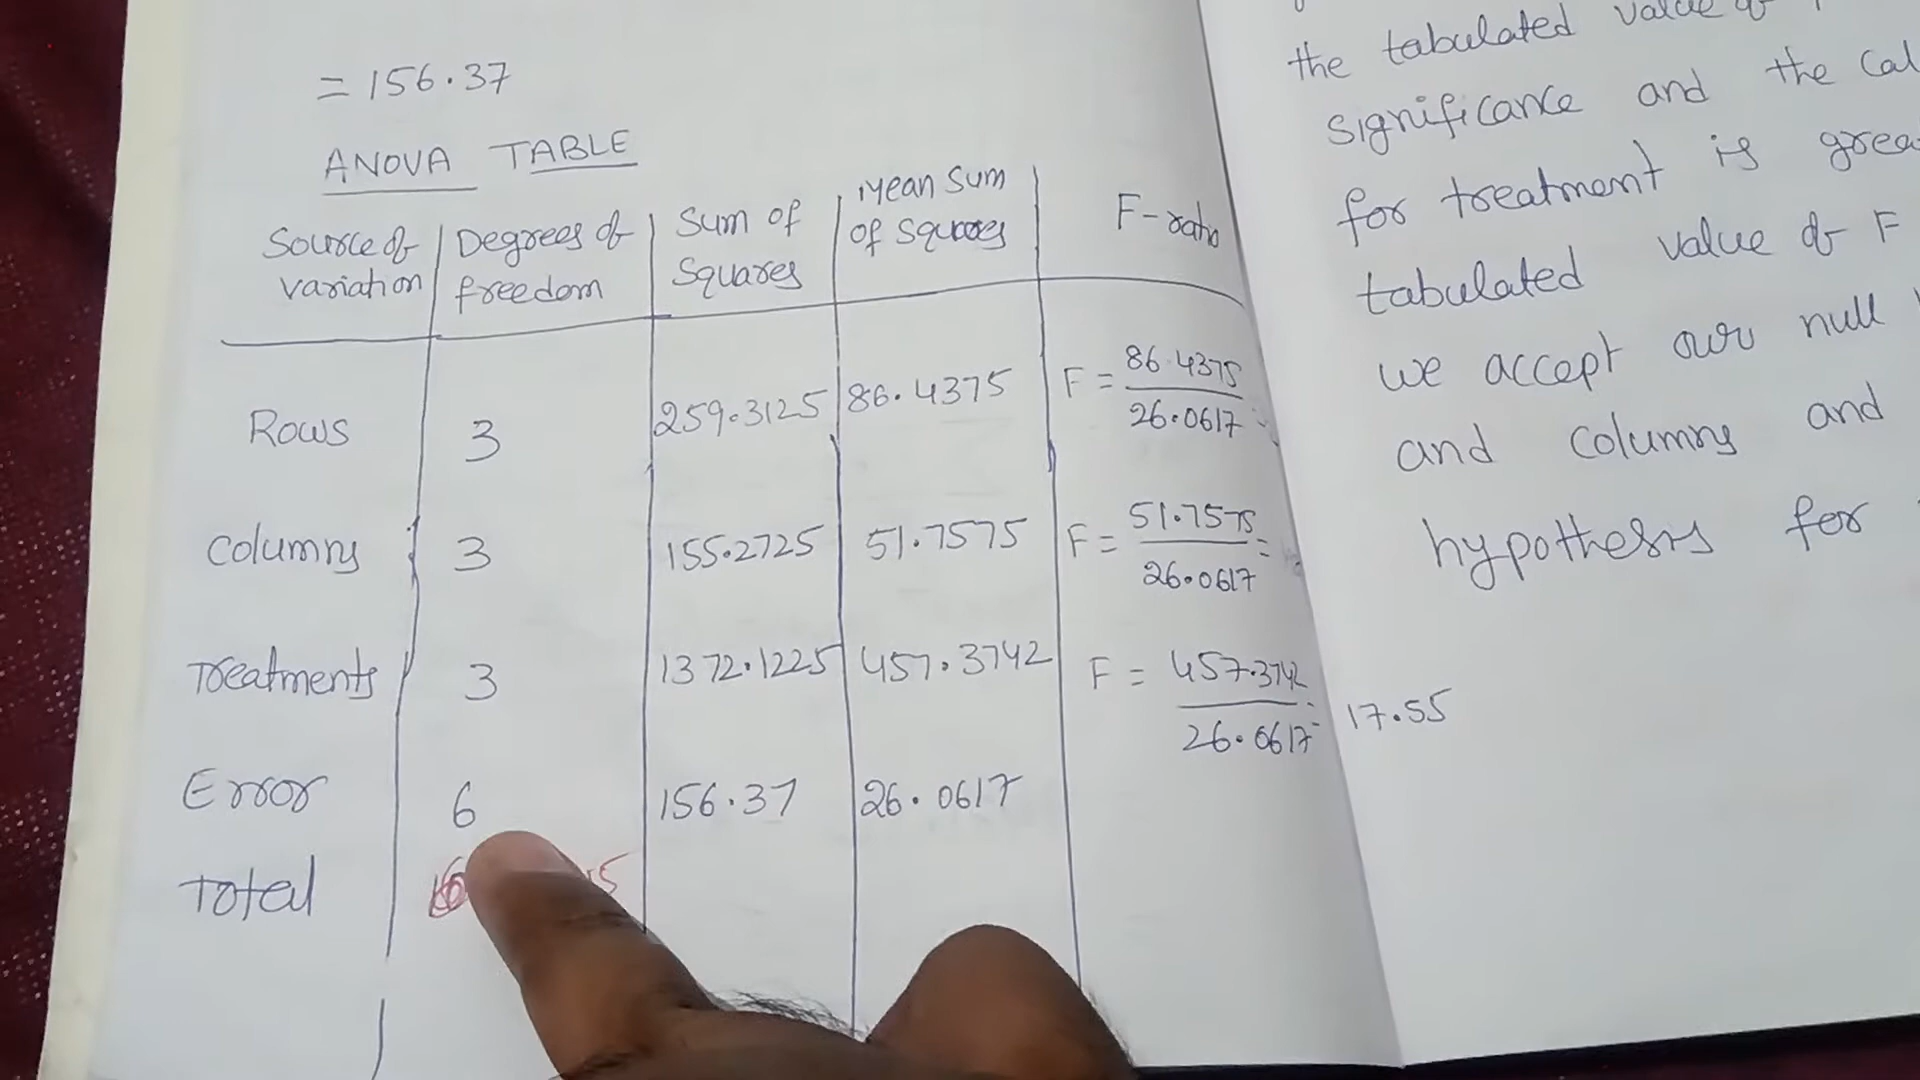 = 156.37
ANOVA TABLE
Source of variation Degrees of freedom Sum of Squares Mean Sum of Squares F-ratio
Rows 3 259.3125 86.4375 F = 86.4375 / 26.0617 =
Columns 3 155.2725 51.7575 F = 51.7575 / 26.0617 =
Treatments 3 1372.1225 457.3742 F = 457.3742 / 26.0617 = 17.55
Error 6 156.37 26.0617
Total 15
the tabulated value of
significance and the cal
for treatment is grea
tabulated value of F
we accept our null
and columns and
hypothesis for